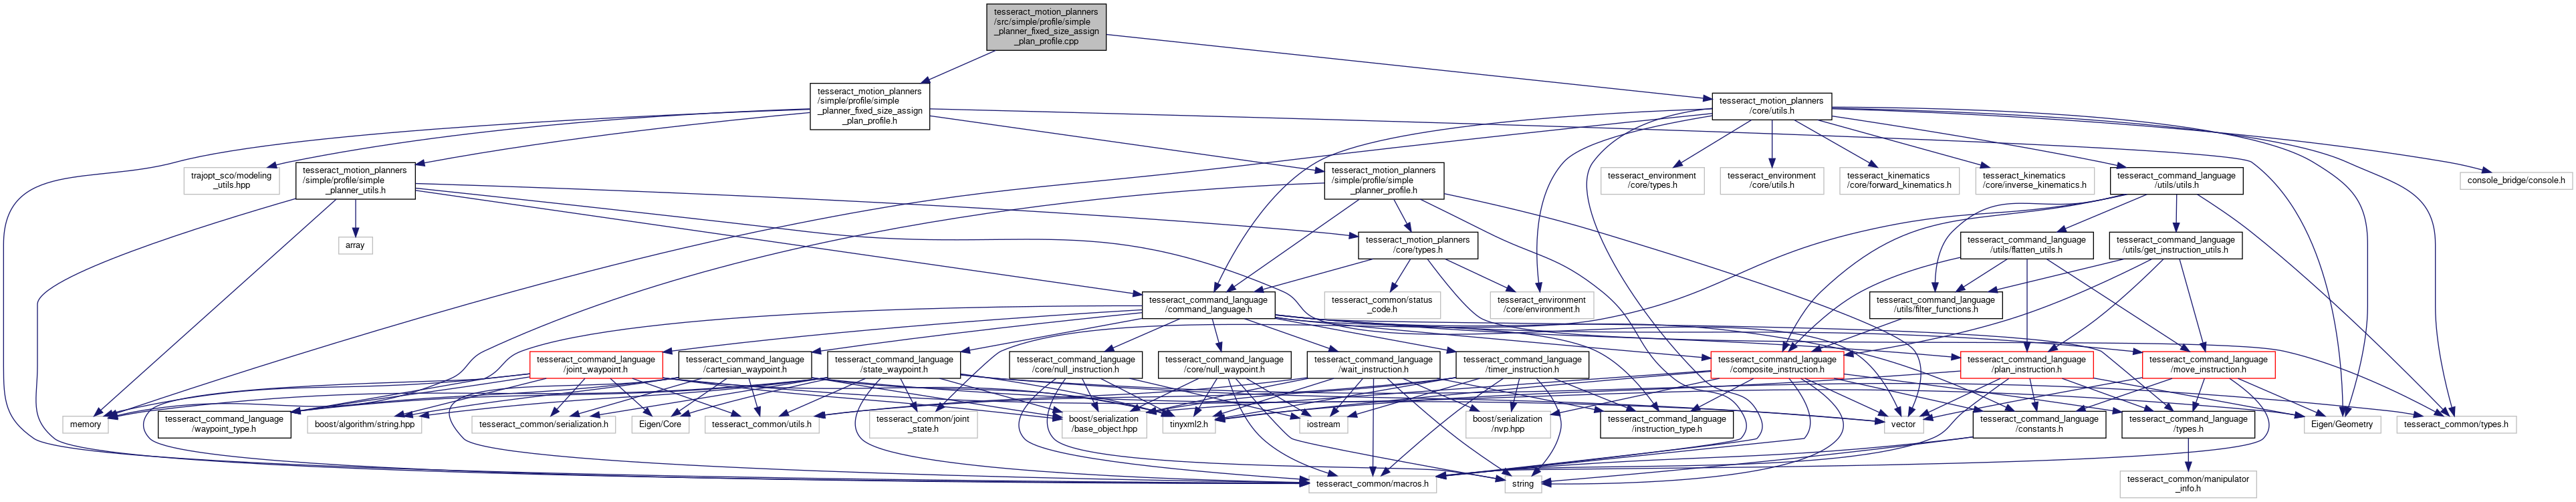 tesseract_motion_planners
/src/simple/profile/simple
_planner_fixed_size_assign
_plan_profile.cpp
tesseract_motion_planners
/simple/profile/simple
_planner_fixed_size_assign
_plan_profile.h
tesseract_motion_planners
/core/utils.h
trajopt_sco/modeling
_utils.hpp
tesseract_motion_planners
/simple/profile/simple
_planner_utils.h
tesseract_motion_planners
/simple/profile/simple
_planner_profile.h
tesseract_environment
/core/types.h
tesseract_environment
/core/utils.h
tesseract_kinematics
/core/forward_kinematics.h
tesseract_kinematics
/core/inverse_kinematics.h
tesseract_command_language
/utils/utils.h
console_bridge/console.h
array
tesseract_motion_planners
/core/types.h
tesseract_command_language
/utils/flatten_utils.h
tesseract_command_language
/utils/get_instruction_utils.h
tesseract_command_language
/command_language.h
tesseract_common/status
_code.h
tesseract_environment
/core/environment.h
tesseract_command_language
/utils/filter_functions.h
tesseract_command_language
/joint_waypoint.h
tesseract_command_language
/cartesian_waypoint.h
tesseract_command_language
/state_waypoint.h
tesseract_command_language
/core/null_instruction.h
tesseract_command_language
/core/null_waypoint.h
tesseract_command_language
/wait_instruction.h
tesseract_command_language
/timer_instruction.h
tesseract_command_language
/composite_instruction.h
tesseract_command_language
/plan_instruction.h
tesseract_command_language
/move_instruction.h
memory
tesseract_command_language
/waypoint_type.h
boost/algorithm/string.hpp
tesseract_common/serialization.h
Eigen/Core
tesseract_common/utils.h
tesseract_common/joint
_state.h
boost/serialization
/base_object.hpp
tinyxml2.h
iostream
boost/serialization
/nvp.hpp
tesseract_command_language
/instruction_type.h
vector
tesseract_command_language
/constants.h
tesseract_command_language
/types.h
Eigen/Geometry
tesseract_common/types.h
tesseract_common/macros.h
string
tesseract_common/manipulator
_info.h